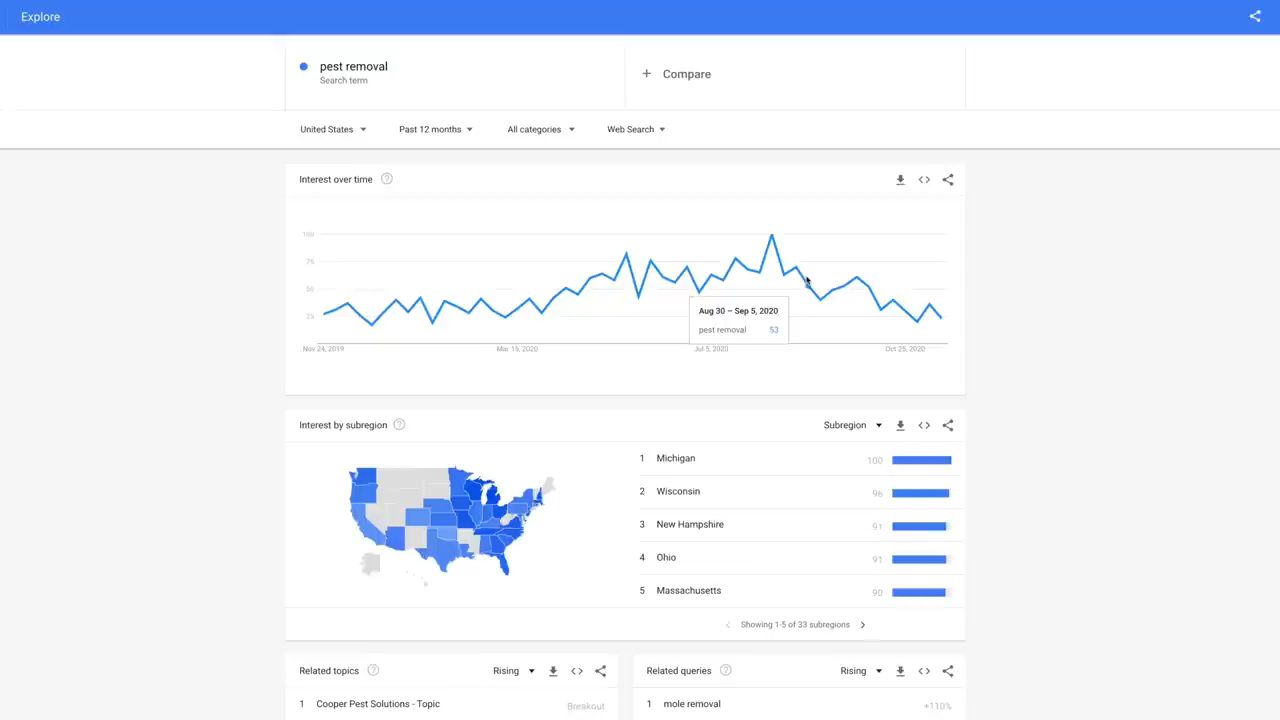 Explore
pest removal
Search term
+ Compare
United States
Past 12 months
All categories
Web Search
Interest over time
100
75
50
25
Aug 30 – Sep 5, 2020
pest removal 53
Nov 24, 2019
Mar 15, 2020
Jul 5, 2020
Oct 25, 2020
Interest by subregion
Subregion
1 Michigan 100
2 Wisconsin 96
3 New Hampshire 91
4 Ohio 91
5 Massachusetts 90
Showing 1-5 of 33 subregions
Related topics
Rising
1 Cooper Pest Solutions - Topic Breakout
Related queries
Rising
1 mole removal +110%